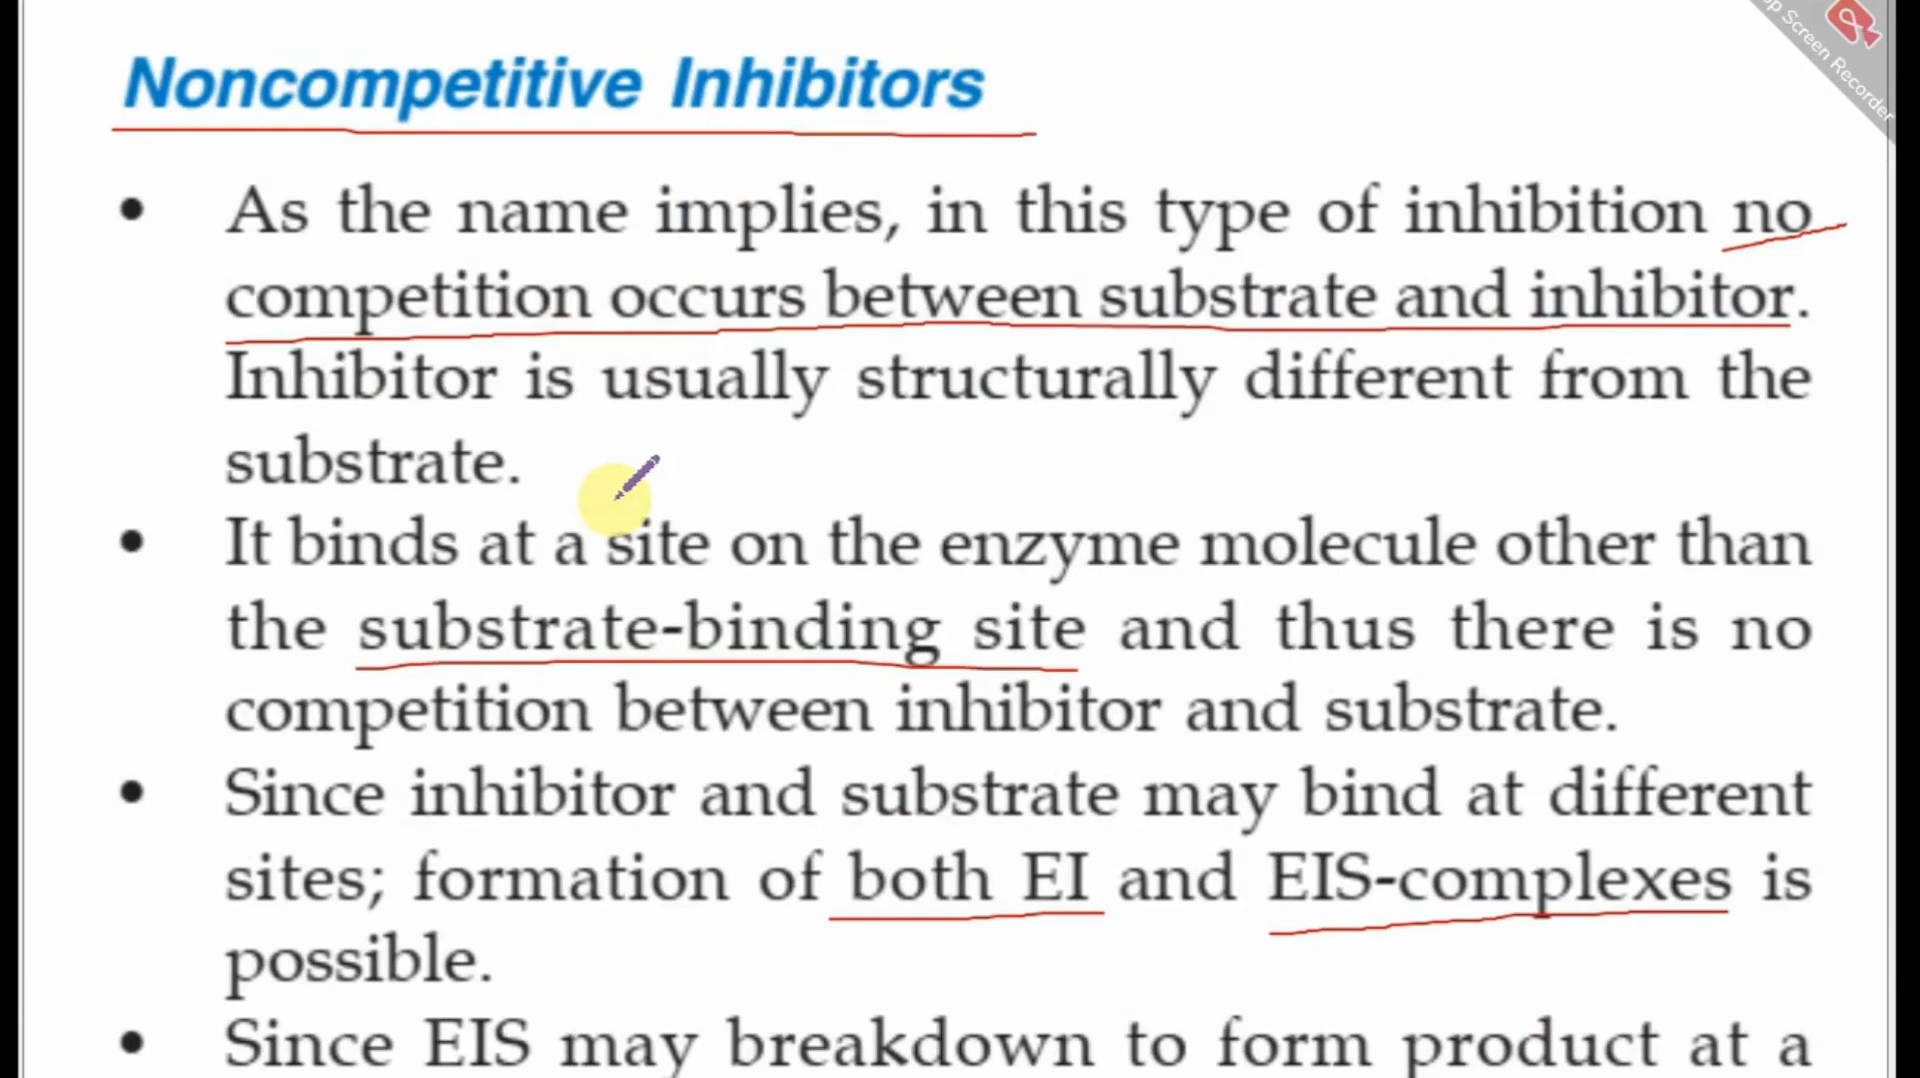 Noncompetitive Inhibitors
op Screen Recorder
• As the name implies, in this type of inhibition no
competition occurs between substrate and inhibitor.
Inhibitor is usually structurally different from the
substrate.
• It binds at a site on the enzyme molecule other than
the substrate-binding site and thus there is no
competition between inhibitor and substrate.
• Since inhibitor and substrate may bind at different
sites; formation of both EI and EIS-complexes is
possible.
• Since EIS may breakdown to form product at a